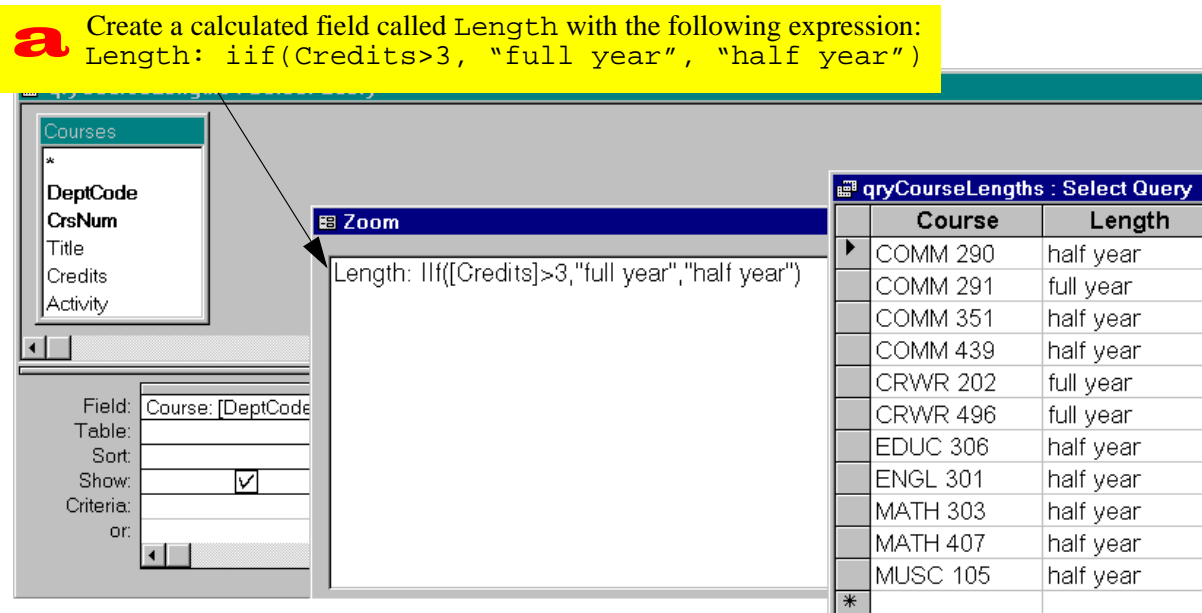 a Create a calculated field called Length with the following expression:
Length: iif(Credits>3, “full year”, “half year”)
Courses
*
DeptCode
CrsNum
Title
Credits
Activity
Field: Course: [DeptCode
Table:
Sort:
Show:
Criteria:
or:
Zoom
Length: IIf([Credits]>3,"full year","half year")
qryCourseLengths : Select Query
Course Length
COMM 290 half year
COMM 291 full year
COMM 351 half year
COMM 439 half year
CRWR 202 full year
CRWR 496 full year
EDUC 306 half year
ENGL 301 half year
MATH 303 half year
MATH 407 half year
MUSC 105 half year
*